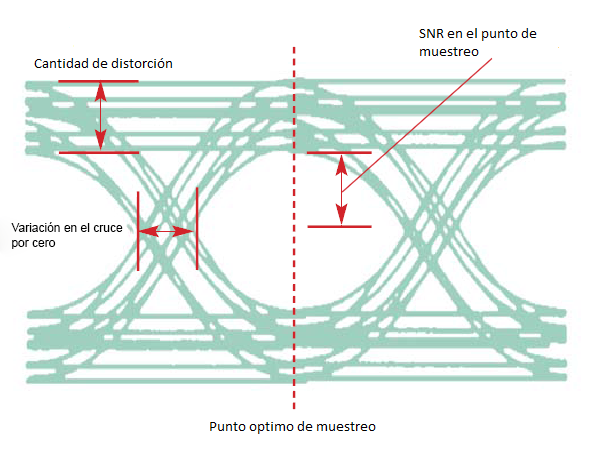 SNR en el punto de
muestreo
Cantidad de distorción
Variación en el cruce
por cero
Punto optimo de muestreo